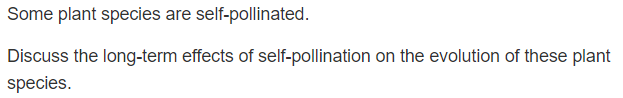 Some plant species are self-pollinated.
Discuss the long-term effects of self-pollination on the evolution of these plant
species.